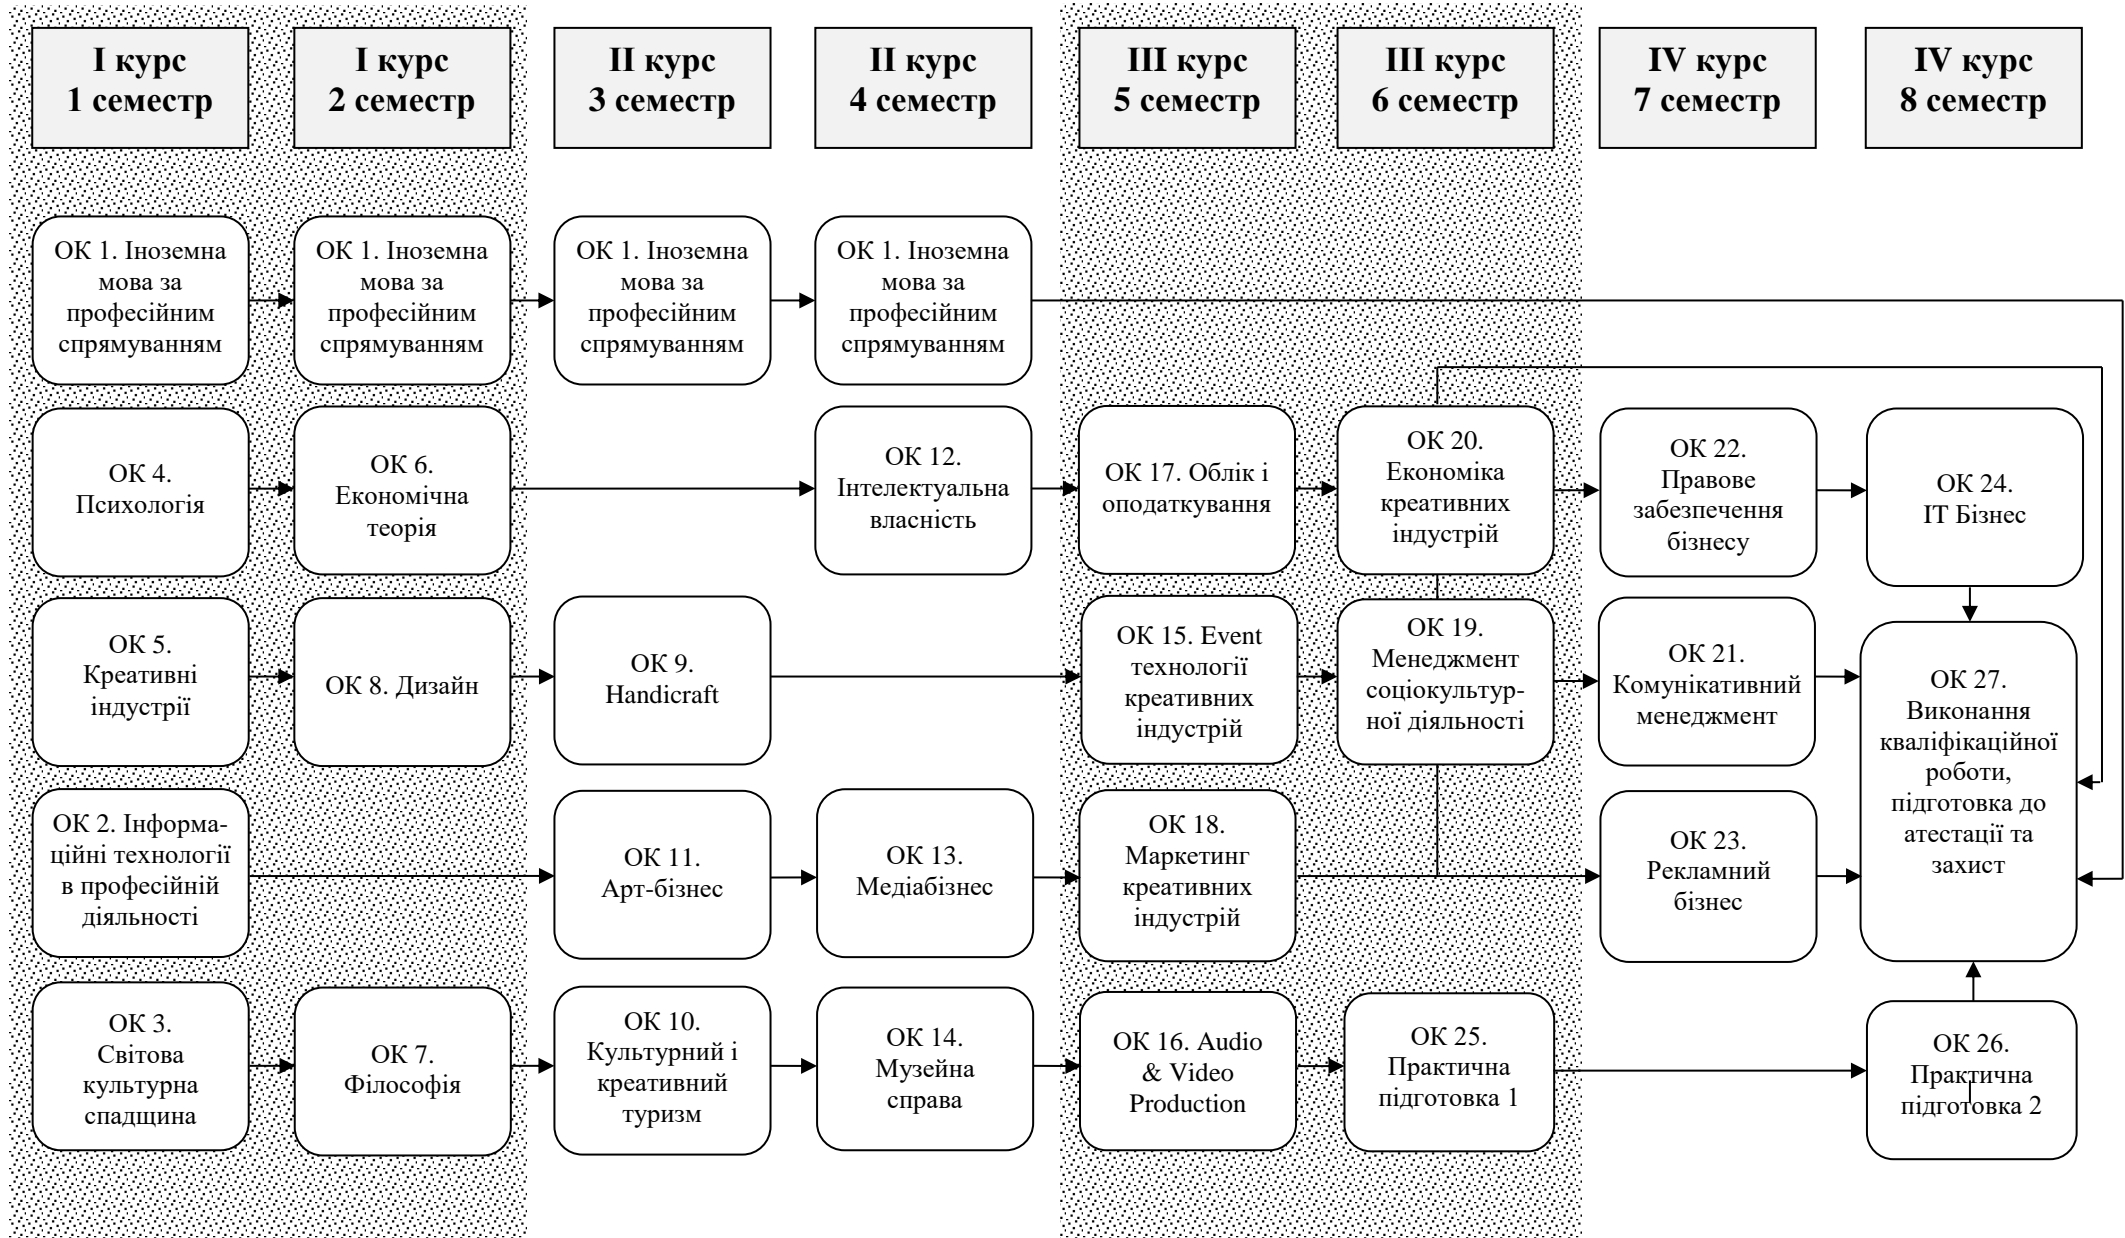 І курс
1 семестр
І курс
2 семестр
ІІ курс
3 семестр
ІІ курс
4 семестр
ІІІ курс
5 семестр
ІІІ курс
6 семестр
ІV курс
7 семестр
ІV курс
8 семестр
ОК 1. Іноземна
мова за
професійним
спрямуванням
ОК 1. Іноземна
мова за
професійним
спрямуванням
ОК 1. Іноземна
мова за
професійним
спрямуванням
ОК 1. Іноземна
мова за
професійним
спрямуванням
ОК 4.
Психологія
ОК 6.
Економічна
теорія
ОК 12.
Інтелектуальна
власність
ОК 17. Облік і
оподаткування
ОК 20.
Економіка
креативних
індустрій
ОК 22.
Правове
забезпечення
бізнесу
ОК 24.
ІТ Бізнес
ОК 5.
Креативні
індустрії
ОК 8. Дизайн
ОК 9.
Handicraft
ОК 15. Event
технології
креативних
індустрій
ОК 19.
Менеджмент
соціокультур-
ної діяльності
ОК 21.
Комунікативний
менеджмент
ОК 27.
Виконання
кваліфікаційної
роботи,
підготовка до
атестації та
захист
ОК 2. Інформа-
ційні технології
в професійній
діяльності
ОК 11.
Арт-бізнес
ОК 13.
Медіабізнес
ОК 18.
Маркетинг
креативних
індустрій
ОК 23.
Рекламний
бізнес
ОК 3.
Світова
культурна
спадщина
ОК 7.
Філософія
ОК 10.
Культурний і
креативний
туризм
ОК 14.
Музейна
справа
ОК 16. Audio
& Video
Production
ОК 25.
Практична
підготовка 1
ОК 26.
Практична
підготовка 2